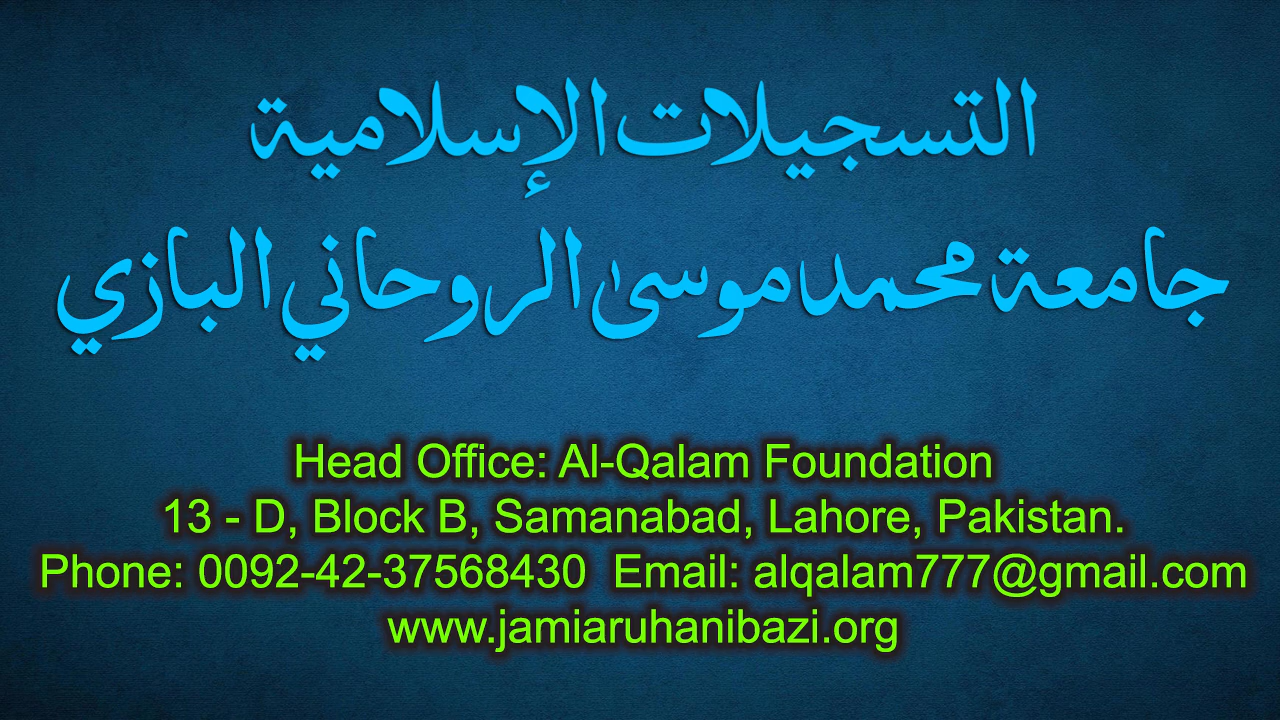 التسجيلات الإسلامية
جامعة محمد موسىٰ الروحاني البازي
Head Office: Al-Qalam Foundation
13 - D, Block B, Samanabad, Lahore, Pakistan.
Phone: 0092-42-37568430 Email: alqalam777@gmail.com
www.jamiaruhanibazi.org